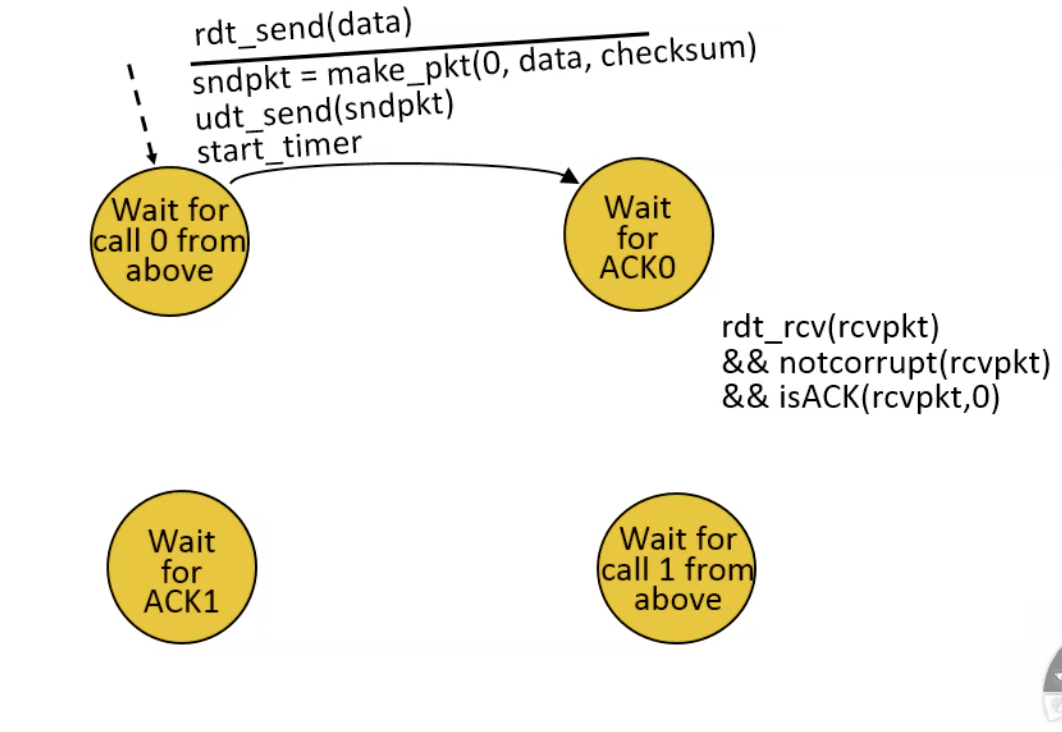 rdt_send(data)
sndpkt = make_pkt(0, data, checksum)
udt_send(sndpkt)
start_timer
Wait for
call 0 from
above
Wait
for
ACK0
rdt_rcv(rcvpkt)
&& notcorrupt(rcvpkt)
&& isACK(rcvpkt,0)
Wait
for
ACK1
Wait for
call 1 from
above